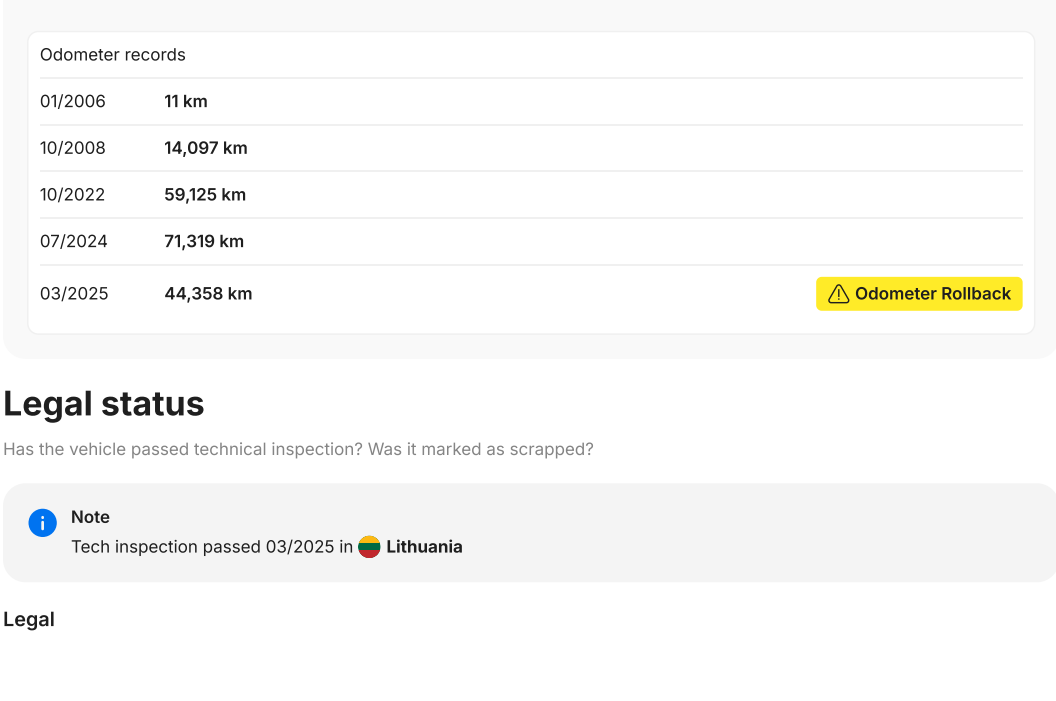 Odometer records
01/2006 11 km
10/2008 14,097 km
10/2022 59,125 km
07/2024 71,319 km
03/2025 44,358 km Odometer Rollback
Legal status
Has the vehicle passed technical inspection? Was it marked as scrapped?
Note
Tech inspection passed 03/2025 in Lithuania
Legal